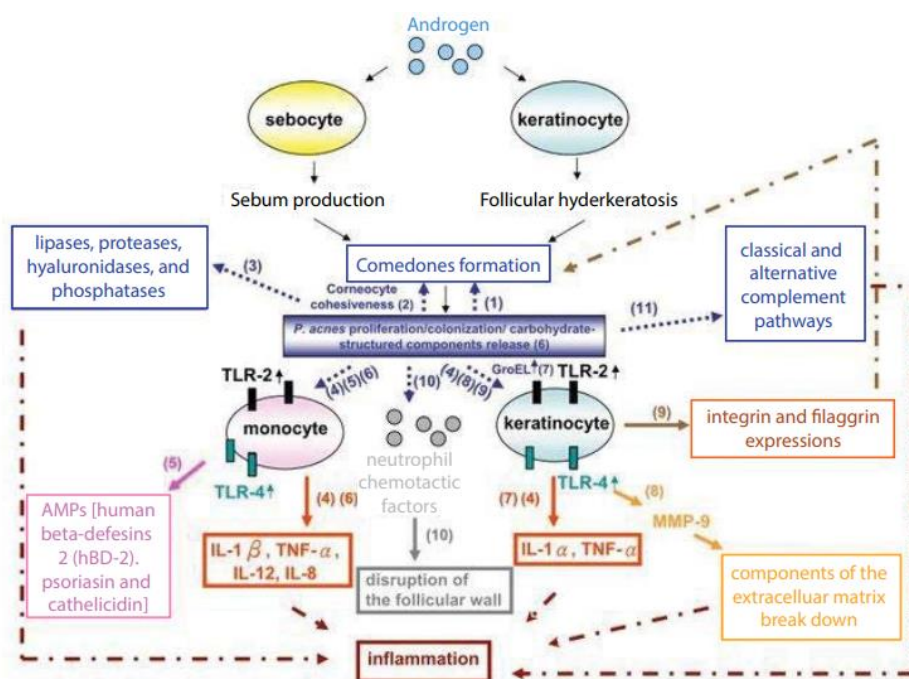 Androgen
sebocyte
keratinocyte
Sebum production
Follicular hyderkeratosis
lipases, proteases,
hyaluronidases, and
phosphatases
(3)
Comedones formation
classical and
alternative
complement
pathways
Corneocyte
cohesiveness (2)
(1)
(11)
P. acnes proliferation/colonization/ carbohydrate-
structured components release (6)
TLR-2
(4)(5)(6)
(10)
(4)(8)(9)
GroEL (7)
TLR-2
monocyte
keratinocyte
(9)
integrin and filaggrin
expressions
neutrophil
chemotactic
factors
(5)
TLR-4
TLR-4
(8)
AMPs [human
beta-defesins
2 (hBD-2).
psoriasin and
cathelicidin]
(4) (6)
(7) (4)
MMP-9
(10)
IL-1 β, TNF-α,
IL-12, IL-8
IL-1 α, TNF-α
disruption of
the follicular wall
components of the
extracelluar matrix
break down
inflammation